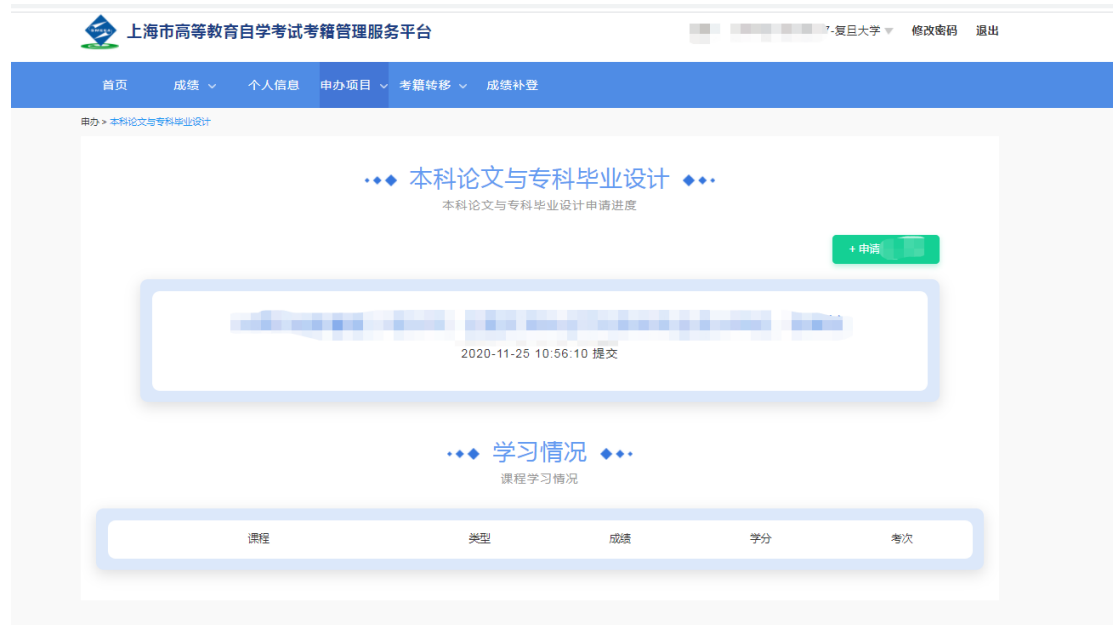 上海市高等教育自学考试考籍管理服务平台
7-复旦大学 修改密码 退出
首页 成绩 个人信息 申办项目 考籍转移 成绩补登
申办 > 本科论文与专科毕业设计
本科论文与专科毕业设计
本科论文与专科毕业设计申请进度
+ 申请
2020-11-25 10:56:10 提交
学习情况
课程学习情况
课程 类型 成绩 学分 考次